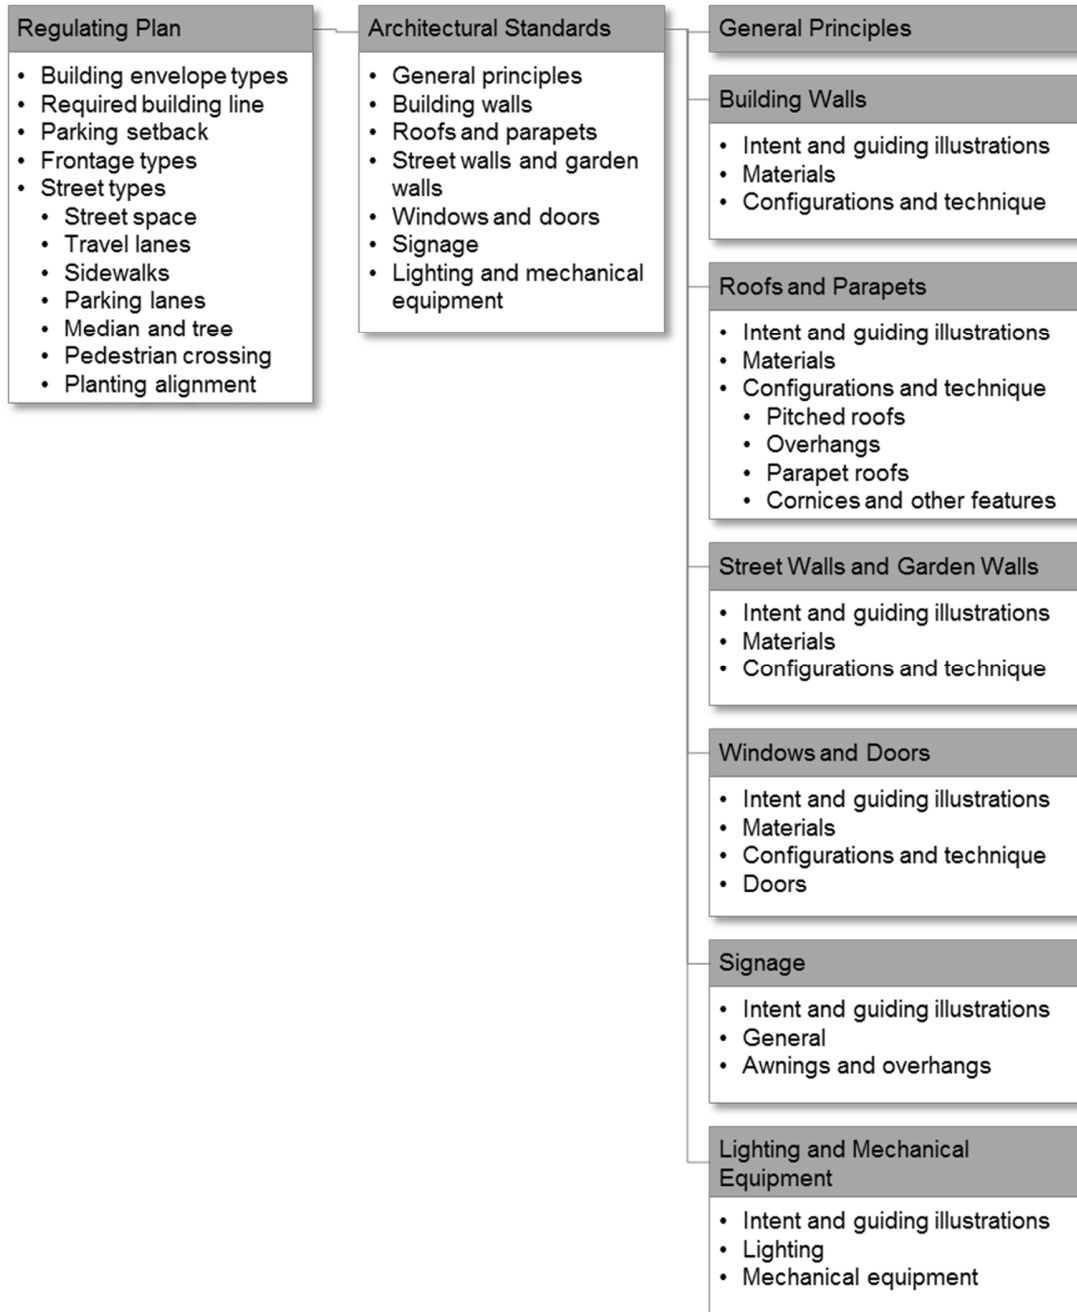 Regulating Plan
• Building envelope types
• Required building line
• Parking setback
• Frontage types
• Street types
• Street space
• Travel lanes
• Sidewalks
• Parking lanes
• Median and tree
• Pedestrian crossing
• Planting alignment
Architectural Standards
• General principles
• Building walls
• Roofs and parapets
• Street walls and garden
walls
• Windows and doors
• Signage
• Lighting and mechanical
equipment
General Principles
Building Walls
• Intent and guiding illustrations
• Materials
• Configurations and technique
Roofs and Parapets
• Intent and guiding illustrations
• Materials
• Configurations and technique
• Pitched roofs
• Overhangs
• Parapet roofs
• Cornices and other features
Street Walls and Garden Walls
• Intent and guiding illustrations
• Materials
• Configurations and technique
Windows and Doors
• Intent and guiding illustrations
• Materials
• Configurations and technique
• Doors
Signage
• Intent and guiding illustrations
• General
• Awnings and overhangs
Lighting and Mechanical
Equipment
• Intent and guiding illustrations
• Lighting
• Mechanical equipment